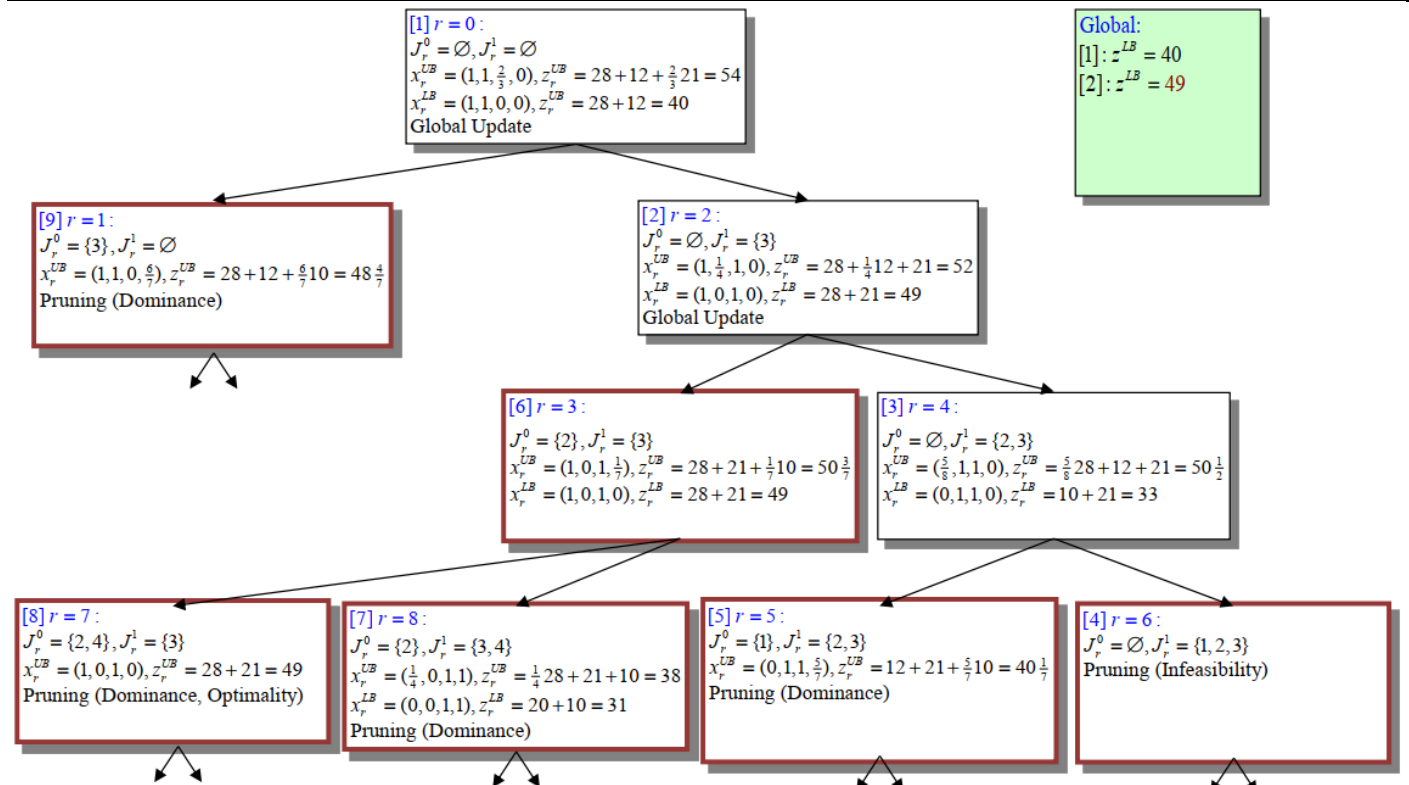 [1] r = 0 :
J_r^0 = ∅, J_r^1 = ∅
x_r^{UB} = (1,1,2/3,0), z_r^{UB} = 28+12+2/3 21 = 54
x_r^{LB} = (1,1,0,0), z_r^{UB} = 28+12 = 40
Global Update
Global:
[1]: z^{LB} = 40
[2]: z^{LB} = 49
[9] r = 1 :
J_r^0 = {3}, J_r^1 = ∅
x_r^{UB} = (1,1,0,6/7), z_r^{UB} = 28+12+6/7 10 = 48 4/7
Pruning (Dominance)
[2] r = 2 :
J_r^0 = ∅, J_r^1 = {3}
x_r^{UB} = (1,1/4,1,0), z_r^{UB} = 28+1/4 12+21 = 52
x_r^{LB} = (1,0,1,0), z_r^{LB} = 28+21 = 49
Global Update
[6] r = 3 :
J_r^0 = {2}, J_r^1 = {3}
x_r^{UB} = (1,0,1,1/7), z_r^{UB} = 28+21+1/7 10 = 50 3/7
x_r^{LB} = (1,0,1,0), z_r^{LB} = 28+21 = 49
[3] r = 4 :
J_r^0 = ∅, J_r^1 = {2,3}
x_r^{UB} = (5/8,1,1,0), z_r^{UB} = 5/8 28+12+21 = 50 1/2
x_r^{LB} = (0,1,1,0), z_r^{LB} = 10+21 = 33
[8] r = 7 :
J_r^0 = {2,4}, J_r^1 = {3}
x_r^{UB} = (1,0,1,0), z_r^{UB} = 28+21 = 49
Pruning (Dominance, Optimality)
[7] r = 8 :
J_r^0 = {2}, J_r^1 = {3,4}
x_r^{UB} = (1/4,0,1,1), z_r^{UB} = 1/4 28+21+10 = 38
x_r^{LB} = (0,0,1,1), z_r^{LB} = 20+10 = 31
Pruning (Dominance)
[5] r = 5 :
J_r^0 = {1}, J_r^1 = {2,3}
x_r^{UB} = (0,1,1,5/7), z_r^{UB} = 12+21+5/7 10 = 40 1/7
Pruning (Dominance)
[4] r = 6 :
J_r^0 = ∅, J_r^1 = {1,2,3}
Pruning (Infeasibility)